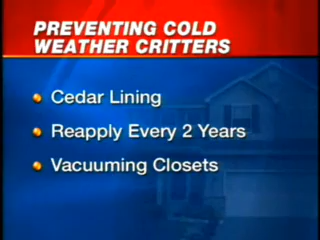 PREVENTING COLD
WEATHER CRITTERS
Cedar Lining
Reapply Every 2 Years
Vacuuming Closets